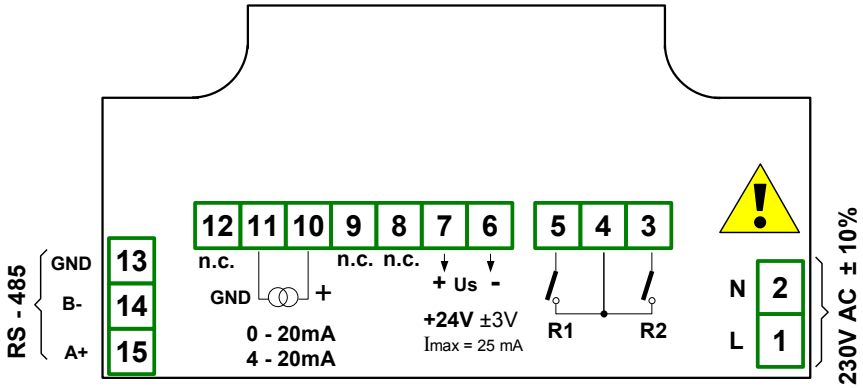 12 11 10 9 8 7 6
5 4 3
n.c.
n.c. n.c.
GND +
0 - 20mA
4 - 20mA
+ Us -
+24V ±3V
Imax = 25 mA
R1 R2
RS - 485
GND 13
B- 14
A+ 15
!
N 2
L 1
230V AC ± 10%